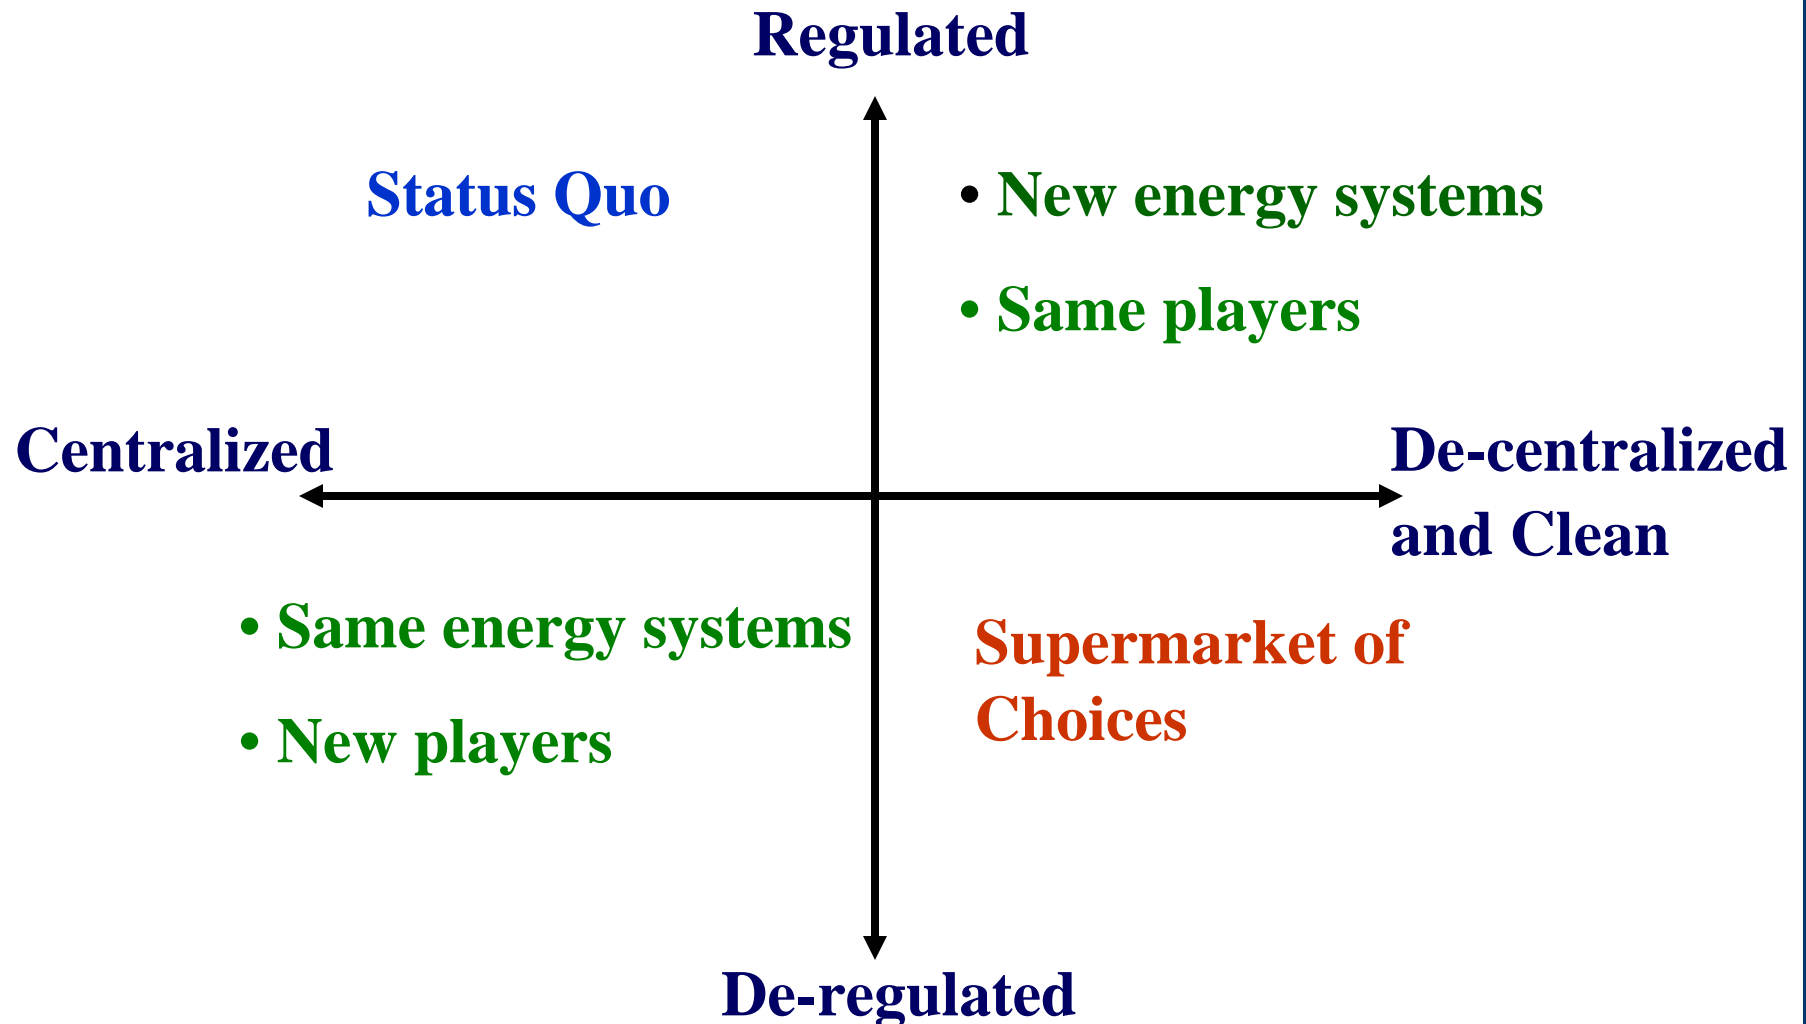 Regulated
Status Quo
• New energy systems
• Same players
Centralized
De-centralized
and Clean
• Same energy systems
• New players
Supermarket of
Choices
De-regulated